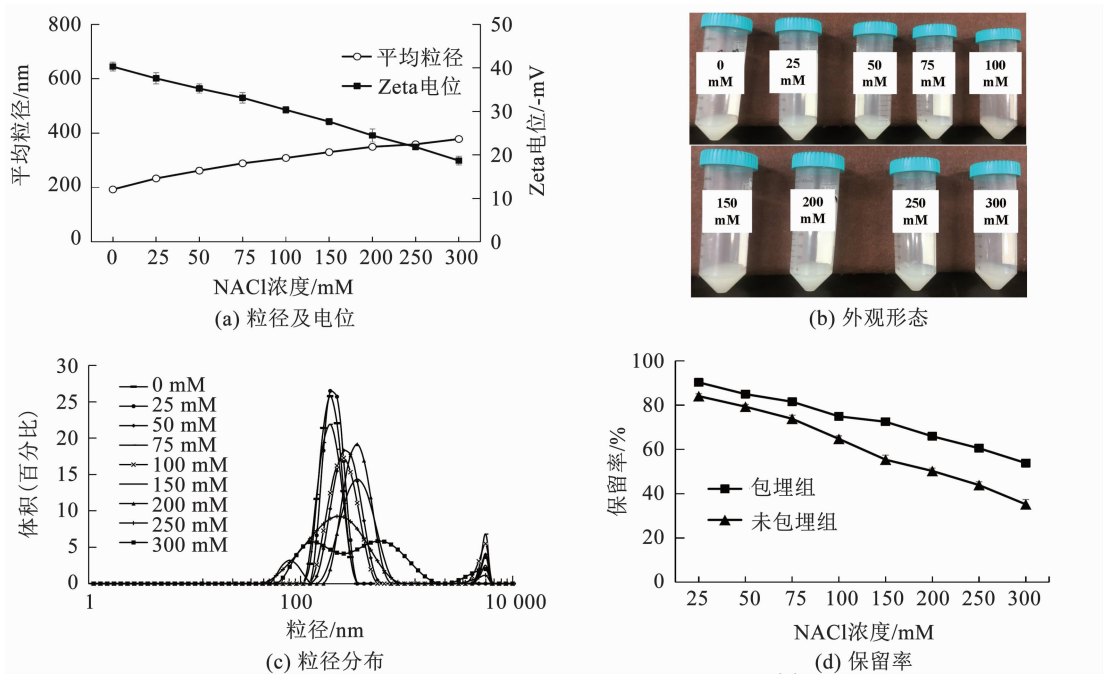 800
600
400
200
0
平均粒径/nm
50
40
30
20
10
0
Zeta电位/-mV
平均粒径
Zeta电位
0 25 50 75 100 150 200 250 300
NACl浓度/mM
(a) 粒径及电位
0 mM
25 mM
50 mM
75 mM
100 mM
150 mM
200 mM
250 mM
300 mM
(b) 外观形态
30
25
20
15
10
5
0
体积(百分比)
0 mM
25 mM
50 mM
75 mM
100 mM
150 mM
200 mM
250 mM
300 mM
1 100 10 000
粒径/nm
(c) 粒径分布
100
80
60
40
20
0
保留率/%
包埋组
未包埋组
25 50 75 100 150 200 250 300
NACl浓度/mM
(d) 保留率